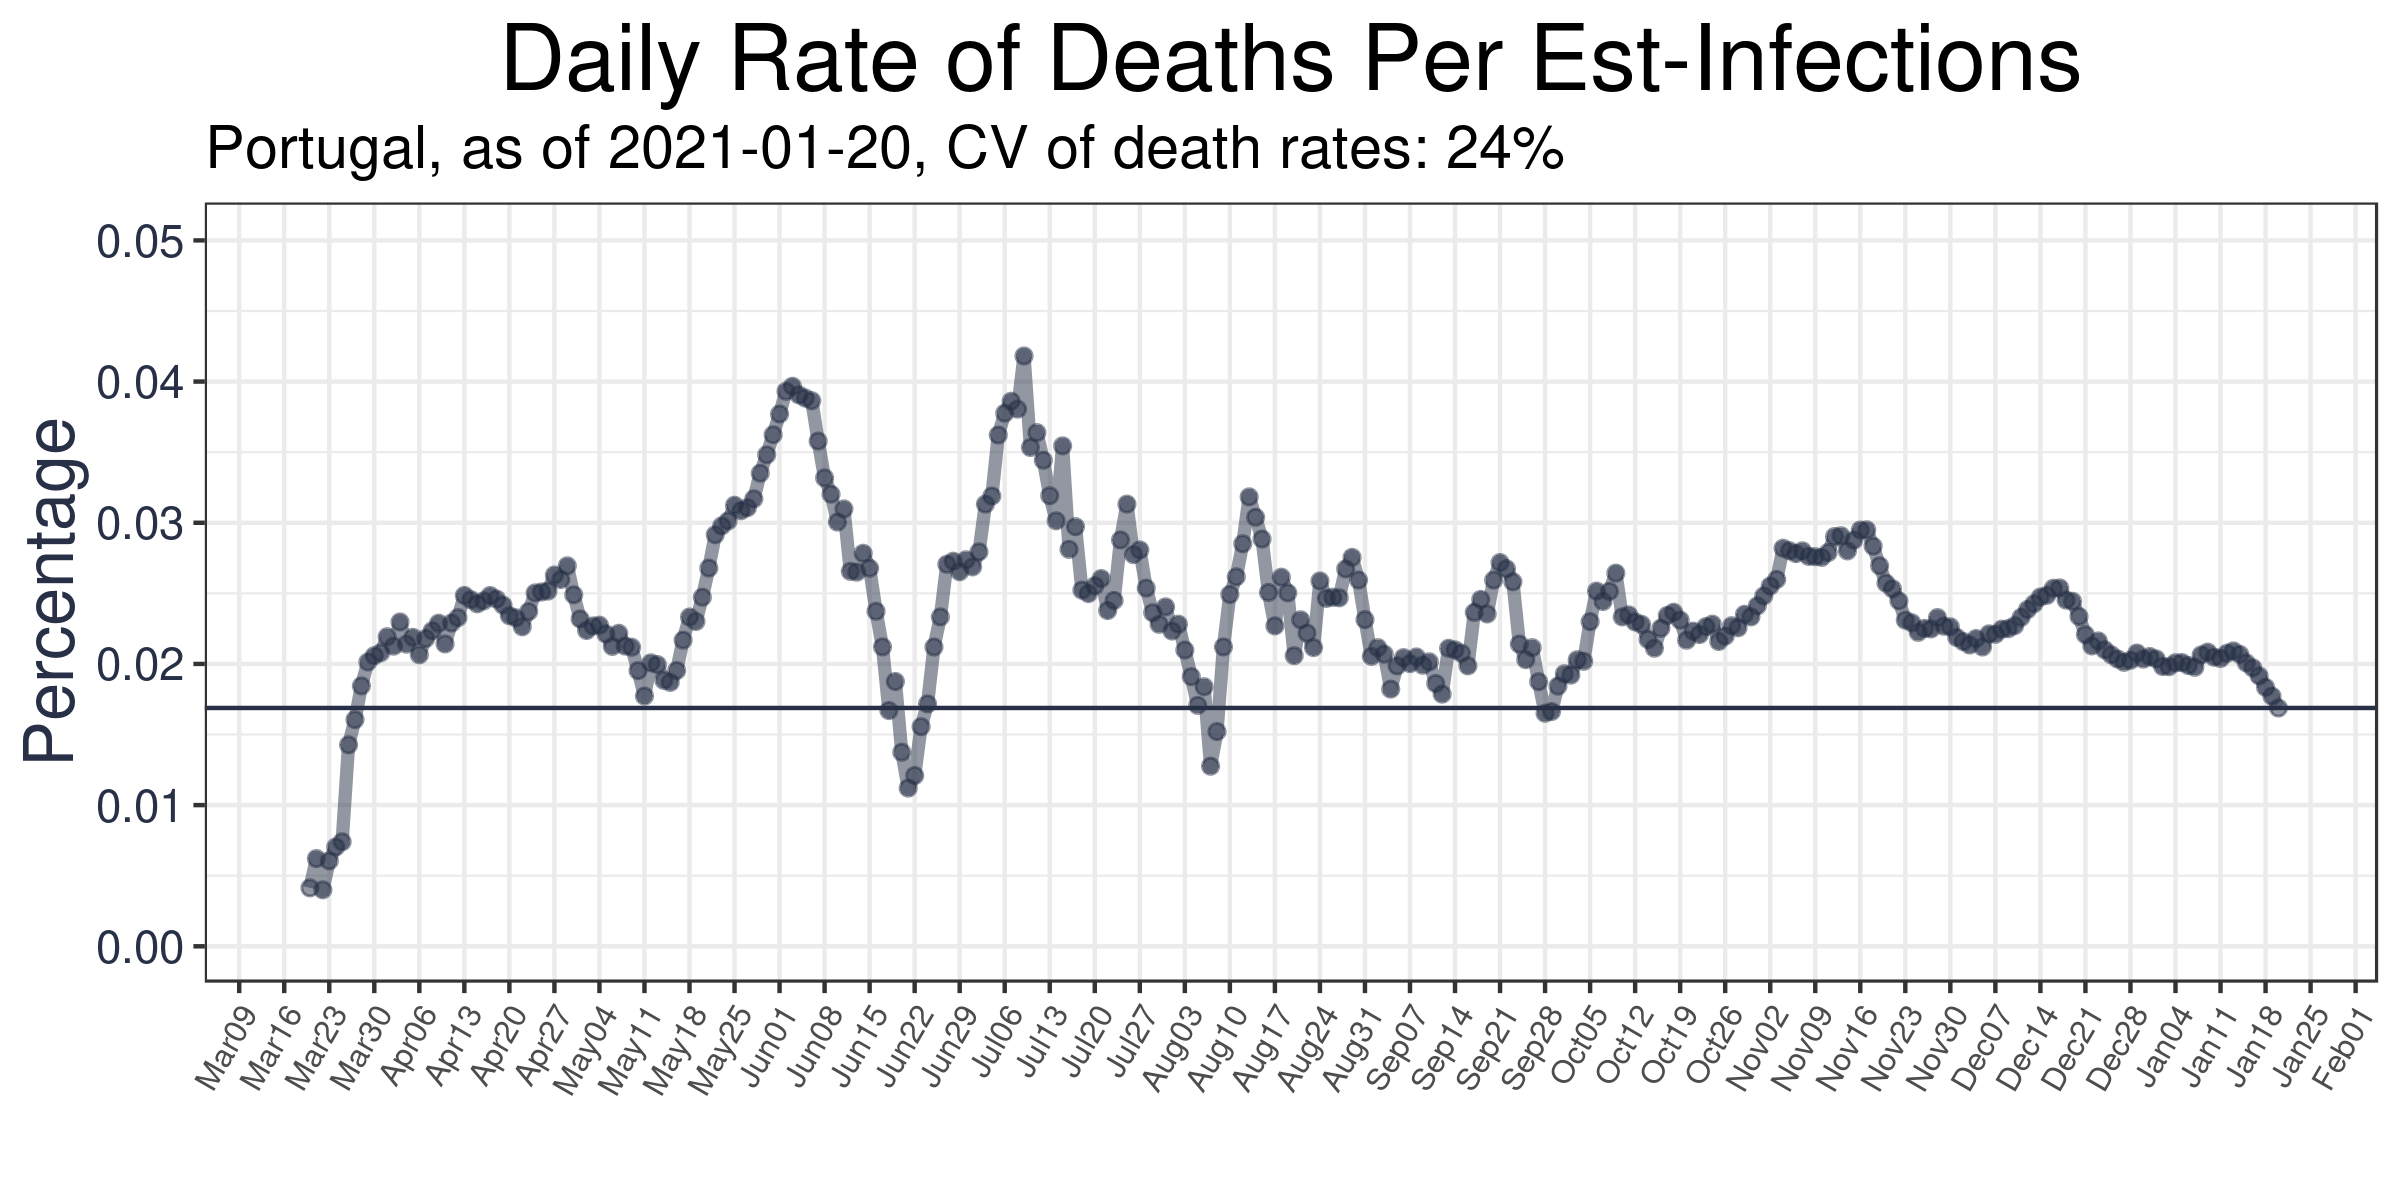 Daily Rate of Deaths Per Est-Infections
Portugal, as of 2021-01-20, CV of death rates: 24%
Percentage
0.05
0.04
0.03
0.02
0.01
0.00
Mar09
Mar16
Mar23
Mar30
Apr06
Apr13
Apr20
Apr27
May04
May11
May18
May25
Jun01
Jun08
Jun15
Jun22
Jun29
Jul06
Jul13
Jul20
Jul27
Aug03
Aug10
Aug17
Aug24
Aug31
Sep07
Sep14
Sep21
Sep28
Oct05
Oct12
Oct19
Oct26
Nov02
Nov09
Nov16
Nov23
Nov30
Dec07
Dec14
Dec21
Dec28
Jan04
Jan11
Jan18
Jan25
Feb01